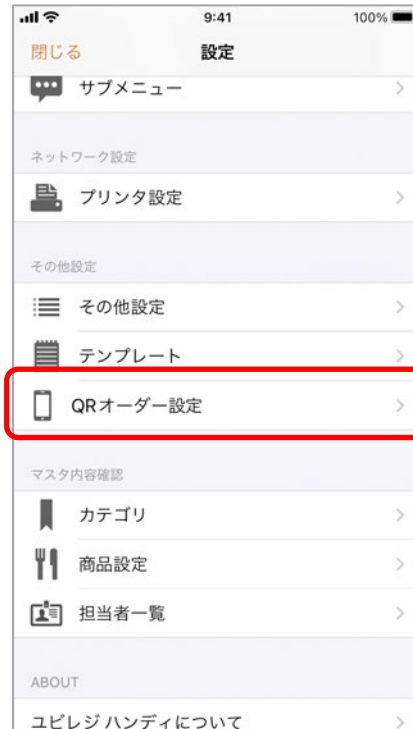 9:41
100%
閉じる
設定
サブメニュー
ネットワーク設定
プリンタ設定
その他設定
その他設定
テンプレート
QRオーダー設定
マスタ内容確認
カテゴリ
商品設定
担当者一覧
ABOUT
ユビレジ ハンディについて